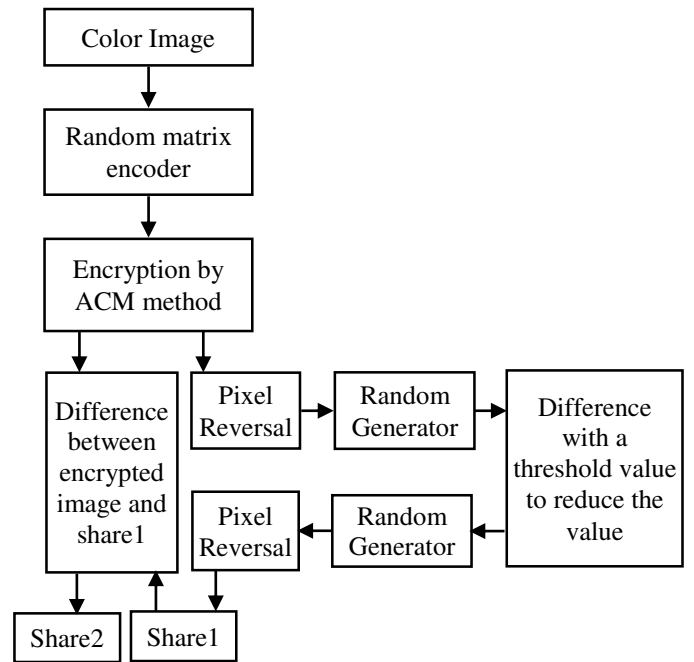 Color Image
Random matrix
encoder
Encryption by
ACM method
Difference
between
encrypted
image and
share1
Pixel
Reversal
Random
Generator
Difference
with a
threshold value
to reduce the
value
Pixel
Reversal
Random
Generator
Share2
Share1